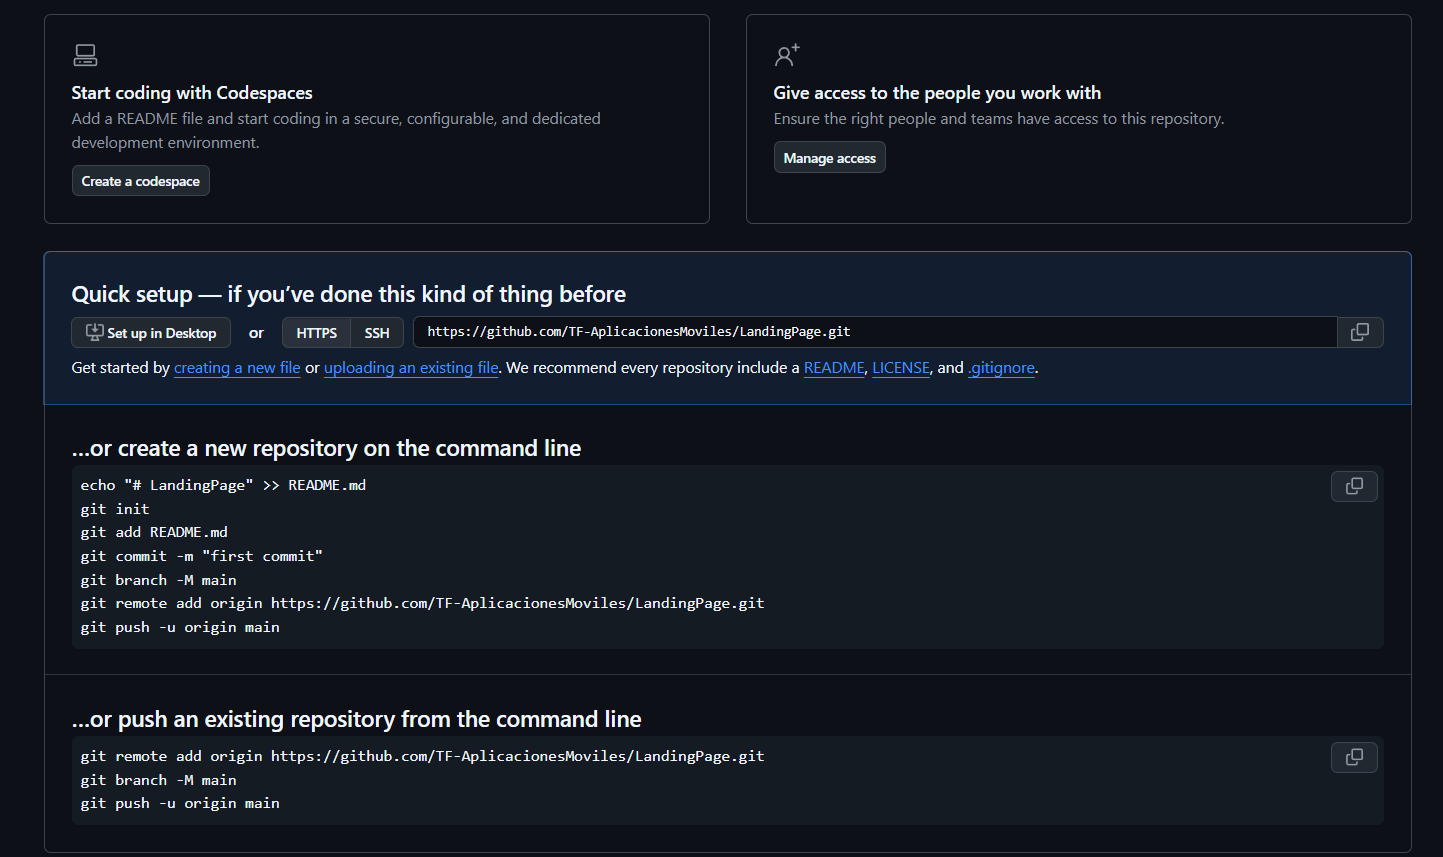 Start coding with Codespaces
Add a README file and start coding in a secure, configurable, and dedicated
development environment.
Create a codespace
Give access to the people you work with
Ensure the right people and teams have access to this repository.
Manage access
Quick setup — if you’ve done this kind of thing before
Set up in Desktop or HTTPS SSH https://github.com/TF-AplicacionesMoviles/LandingPage.git
Get started by creating a new file or uploading an existing file. We recommend every repository include a README, LICENSE, and .gitignore.
…or create a new repository on the command line
echo "# LandingPage" >> README.md
git init
git add README.md
git commit -m "first commit"
git branch -M main
git remote add origin https://github.com/TF-AplicacionesMoviles/LandingPage.git
git push -u origin main
…or push an existing repository from the command line
git remote add origin https://github.com/TF-AplicacionesMoviles/LandingPage.git
git branch -M main
git push -u origin main